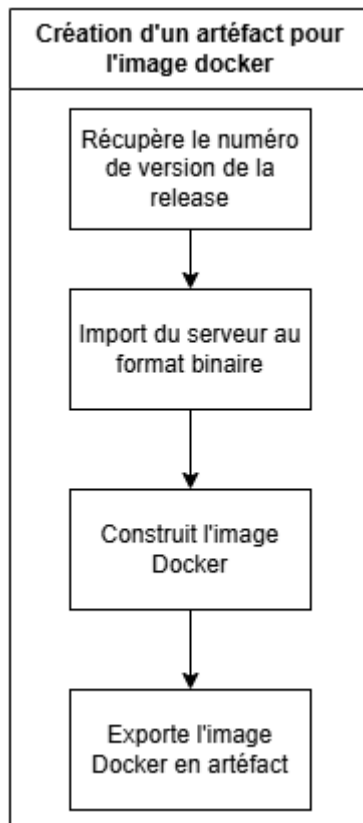 Création d'un artéfact pour
l'image docker
Récupère le numéro
de version de la
release
Import du serveur au
format binaire
Construit l'image
Docker
Exporte l'image
Docker en artéfact